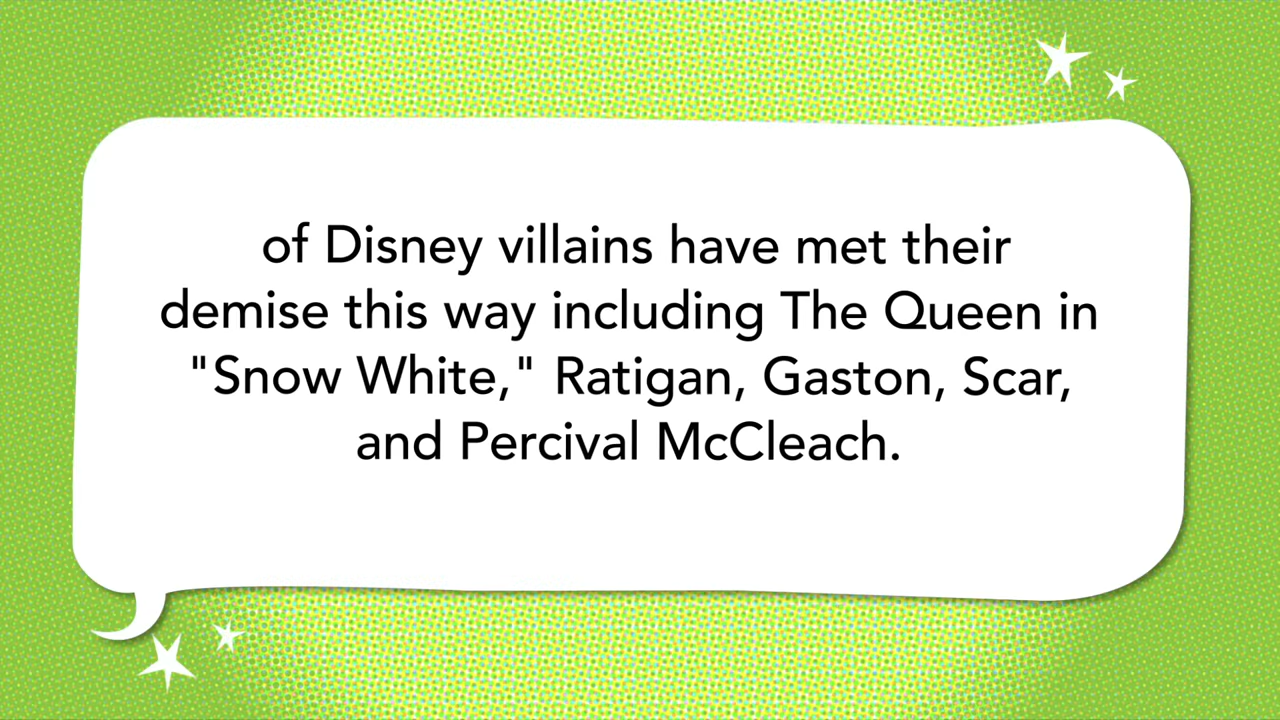 of Disney villains have met their
demise this way including The Queen in
"Snow White," Ratigan, Gaston, Scar,
and Percival McCleach.